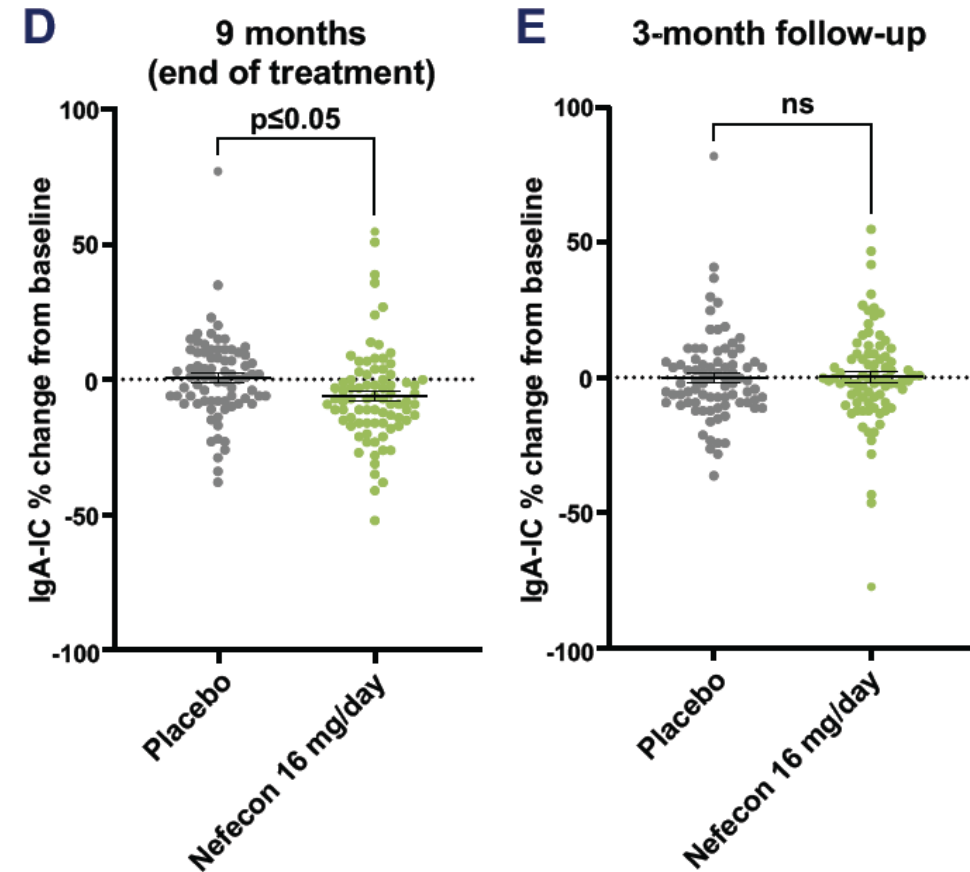 D
9 months
(end of treatment)
p≤0.05
IgA-IC % change from baseline
100
50
0
-50
-100
Placebo
Nefecon 16 mg/day
E
3-month follow-up
ns
IgA-IC % change from baseline
100
50
0
-50
-100
Placebo
Nefecon 16 mg/day